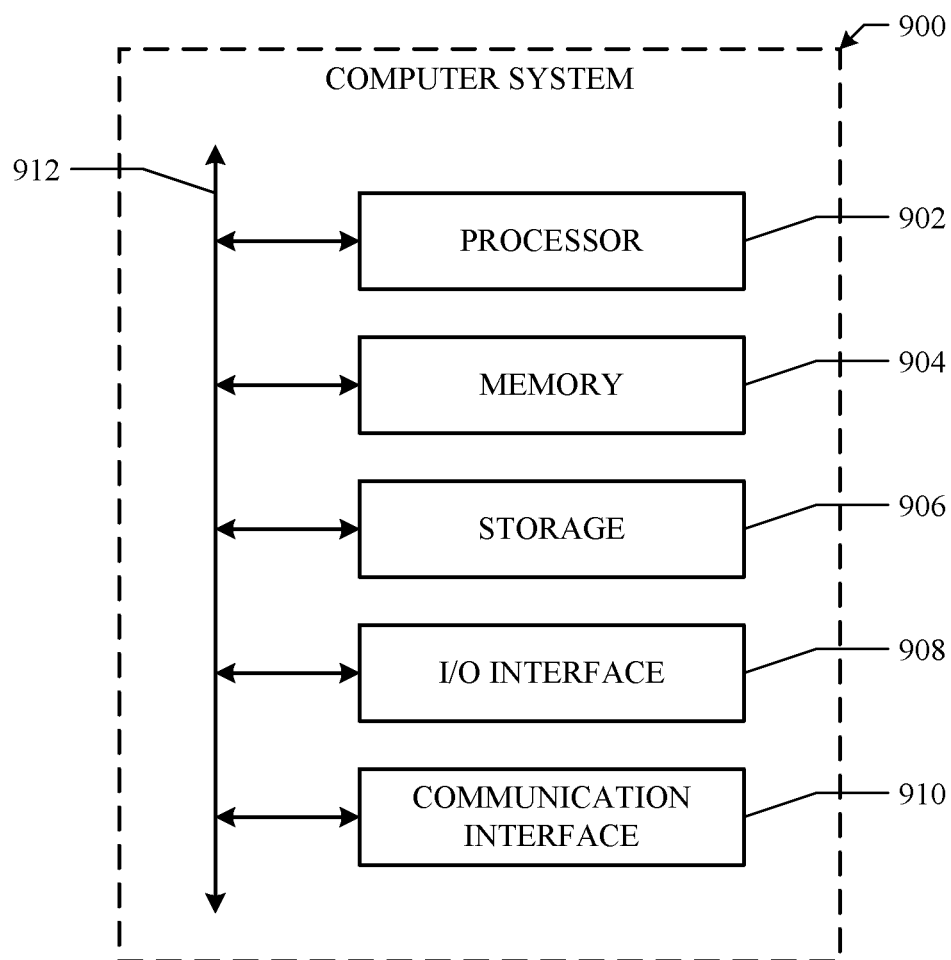 900
COMPUTER SYSTEM
912
902
PROCESSOR
904
MEMORY
906
STORAGE
908
I/O INTERFACE
910
COMMUNICATION
INTERFACE